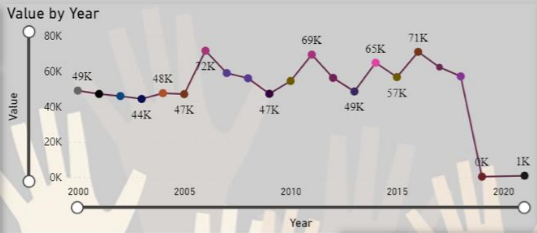 Value by Year
80K
60K
40K
20K
0K
Value
49K
44K
48K
47K
72K
47K
69K
49K
65K
57K
71K
0K
1K
2000
2005
2010
2015
2020
Year